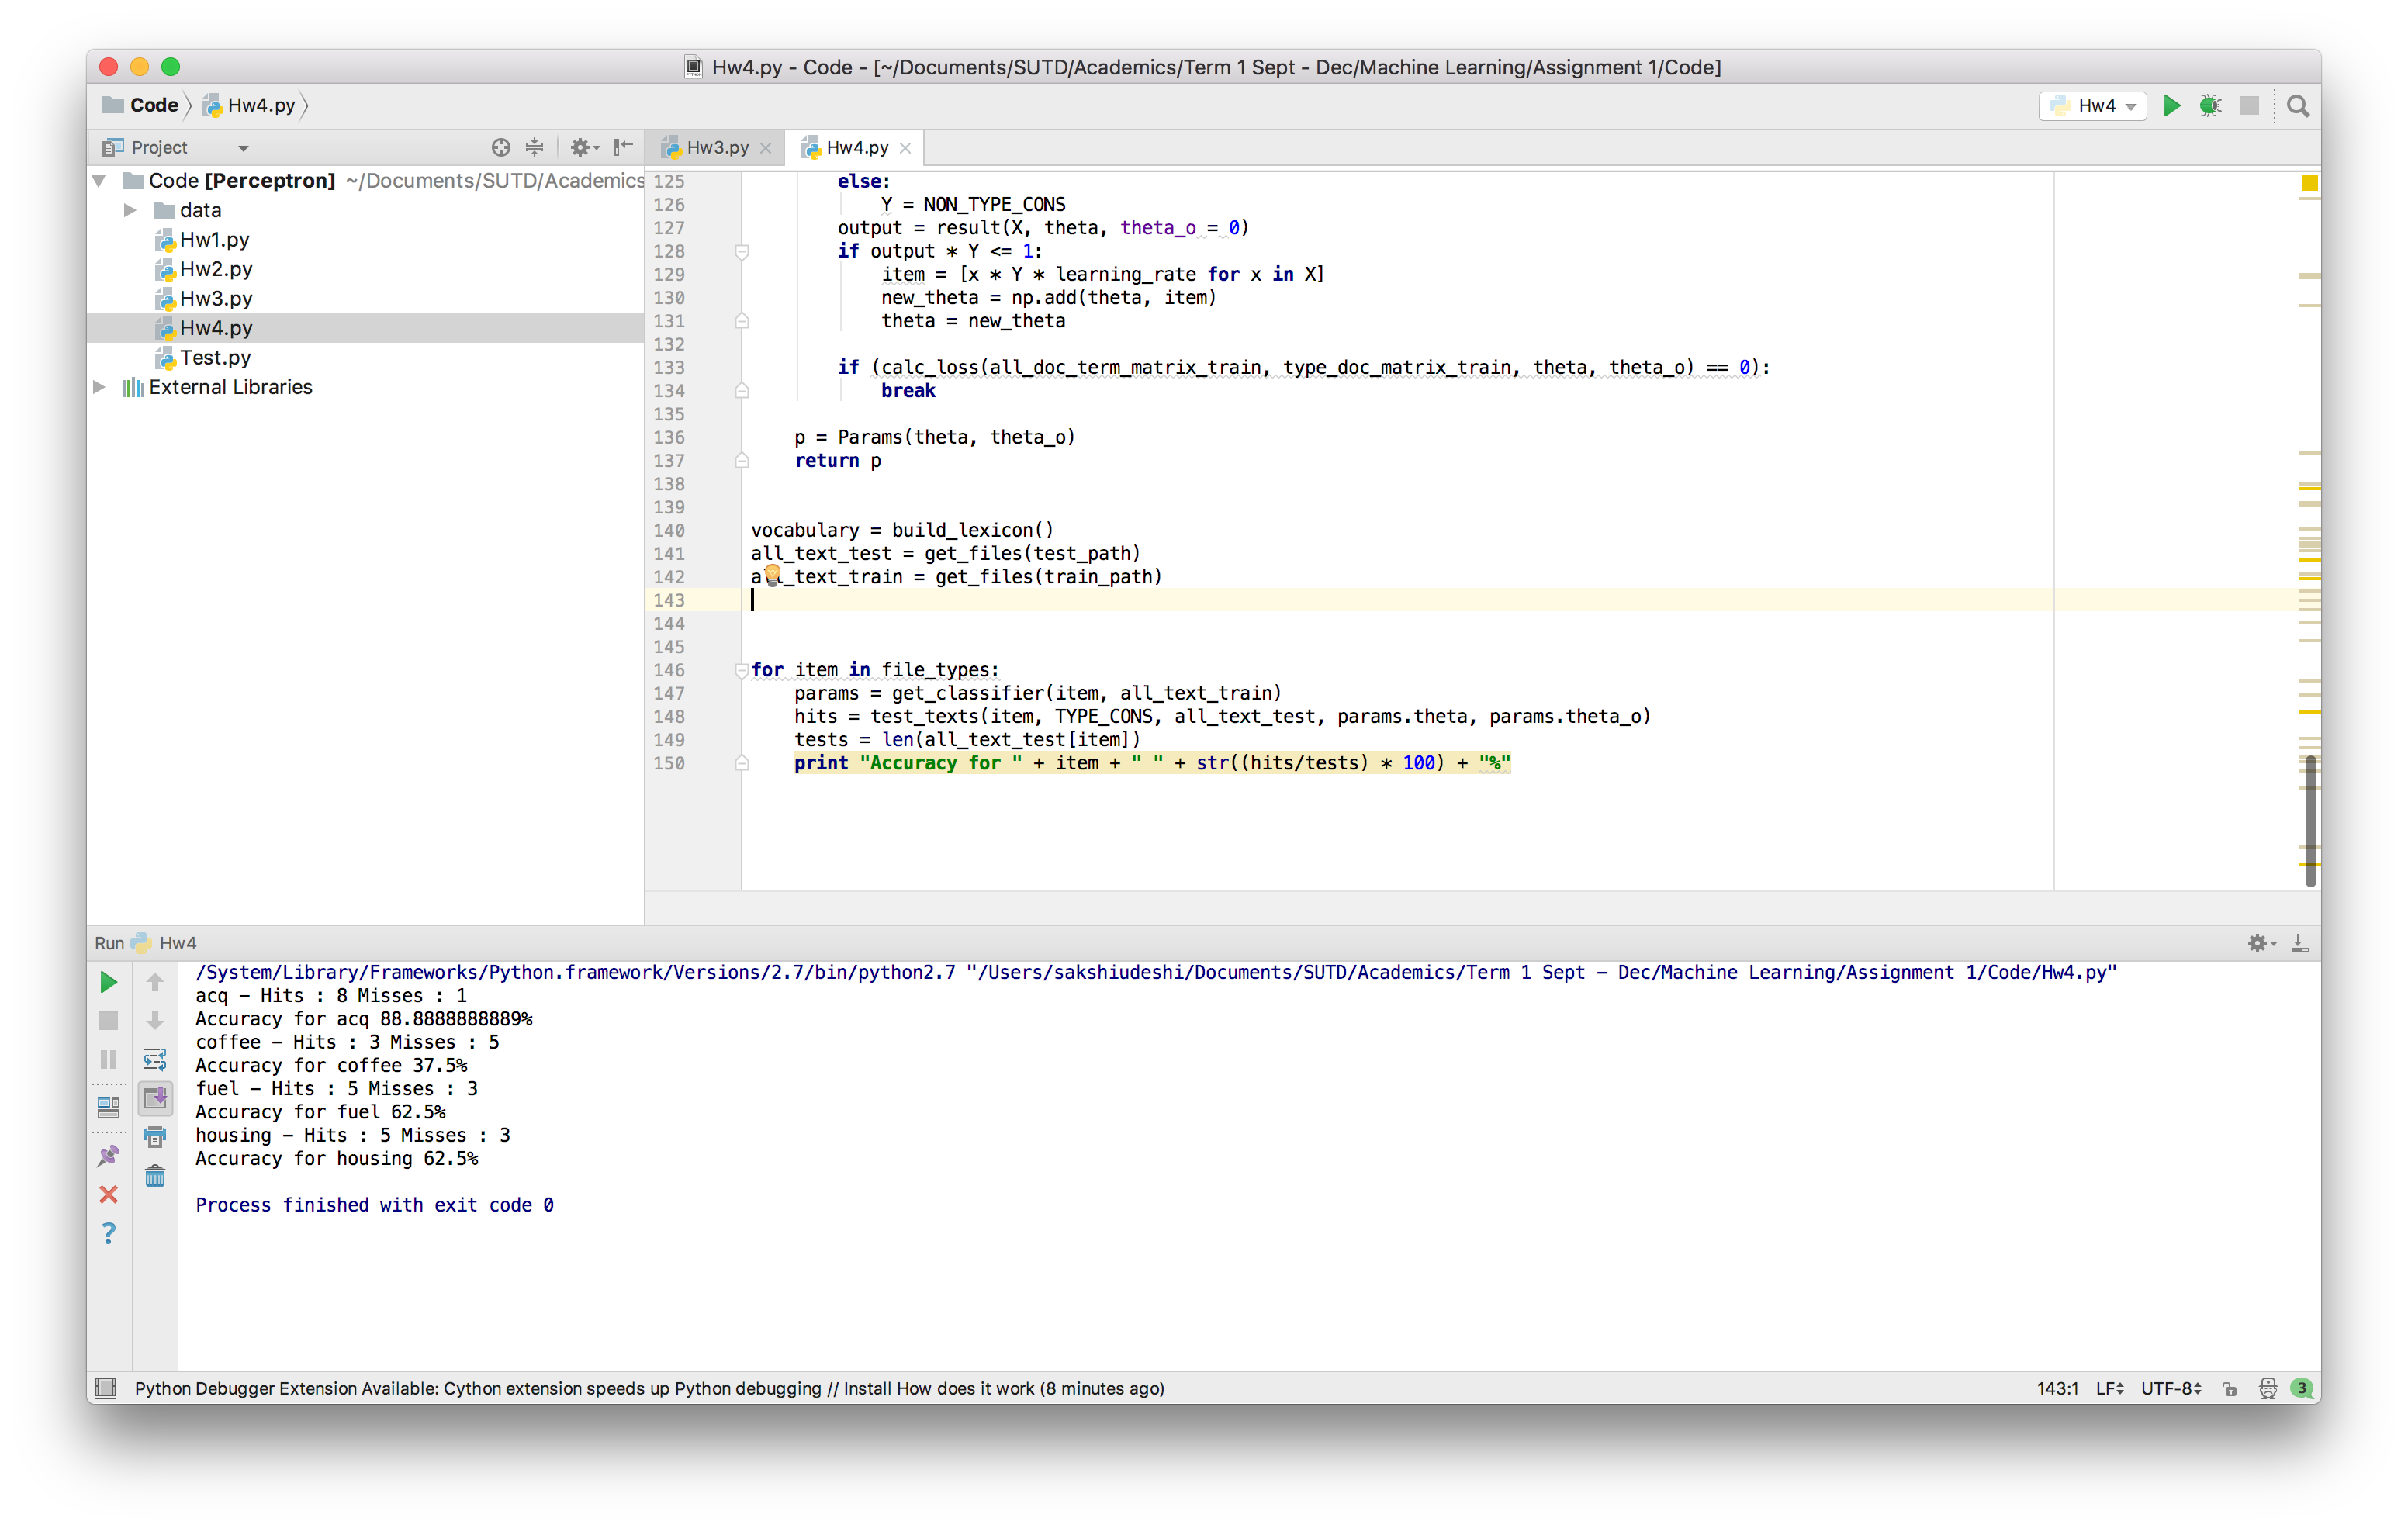 Hw4.py - Code - [~/Documents/SUTD/Academics/Term 1 Sept - Dec/Machine Learning/Assignment 1/Code]
Code Hw4.py
Hw4
Project
Hw3.py
Hw4.py
Code [Perceptron] ~/Documents/SUTD/Academics
data
Hw1.py
Hw2.py
Hw3.py
Hw4.py
Test.py
External Libraries
125 else:
126 Y = NON_TYPE_CONS
127 output = result(X, theta, theta_o = 0)
128 if output * Y <= 1:
129 item = [x * Y * learning_rate for x in X]
130 new_theta = np.add(theta, item)
131 theta = new_theta
132
133 if (calc_loss(all_doc_term_matrix_train, type_doc_matrix_train, theta, theta_o) == 0):
134 break
135
136 p = Params(theta, theta_o)
137 return p
138
139
140 vocabulary = build_lexicon()
141 all_text_test = get_files(test_path)
142 all_text_train = get_files(train_path)
143
144
145
146 for item in file_types:
147 params = get_classifier(item, all_text_train)
148 hits = test_texts(item, TYPE_CONS, all_text_test, params.theta, params.theta_o)
149 tests = len(all_text_test[item])
150 print "Accuracy for " + item + " " + str((hits/tests) * 100) + "%"
Run Hw4
/System/Library/Frameworks/Python.framework/Versions/2.7/bin/python2.7 "/Users/sakshiudeshi/Documents/SUTD/Academics/Term 1 Sept - Dec/Machine Learning/Assignment 1/Code/Hw4.py"
acq - Hits : 8 Misses : 1
Accuracy for acq 88.8888888889%
coffee - Hits : 3 Misses : 5
Accuracy for coffee 37.5%
fuel - Hits : 5 Misses : 3
Accuracy for fuel 62.5%
housing - Hits : 5 Misses : 3
Accuracy for housing 62.5%
Process finished with exit code 0
?
Python Debugger Extension Available: Cython extension speeds up Python debugging // Install How does it work (8 minutes ago)
143:1 LF UTF-8 3